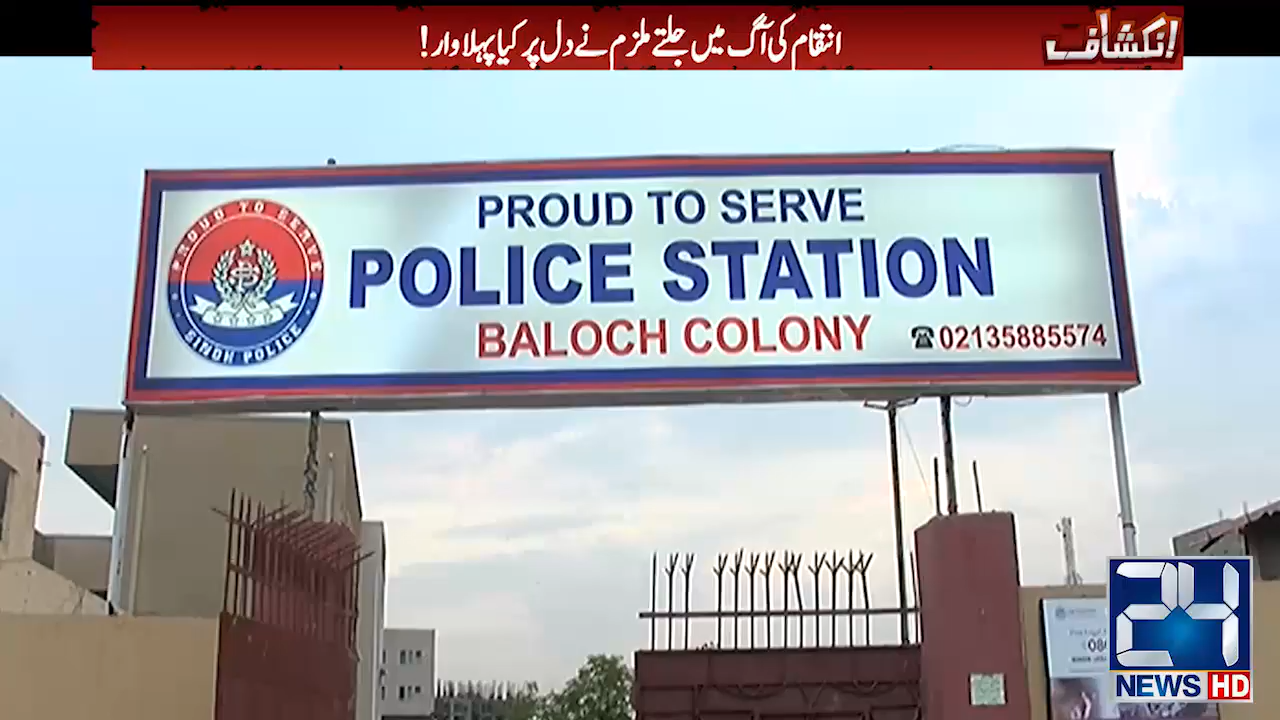 انتقام کی آگ میں جلتے ملزم نے دل پر کیا پہلا وار!
انکشاف
PROUD TO SERVE
POLICE STATION
BALOCH COLONY
☎02135885574
PROUD TO SERVE
SINDH POLICE
24
NEWS HD